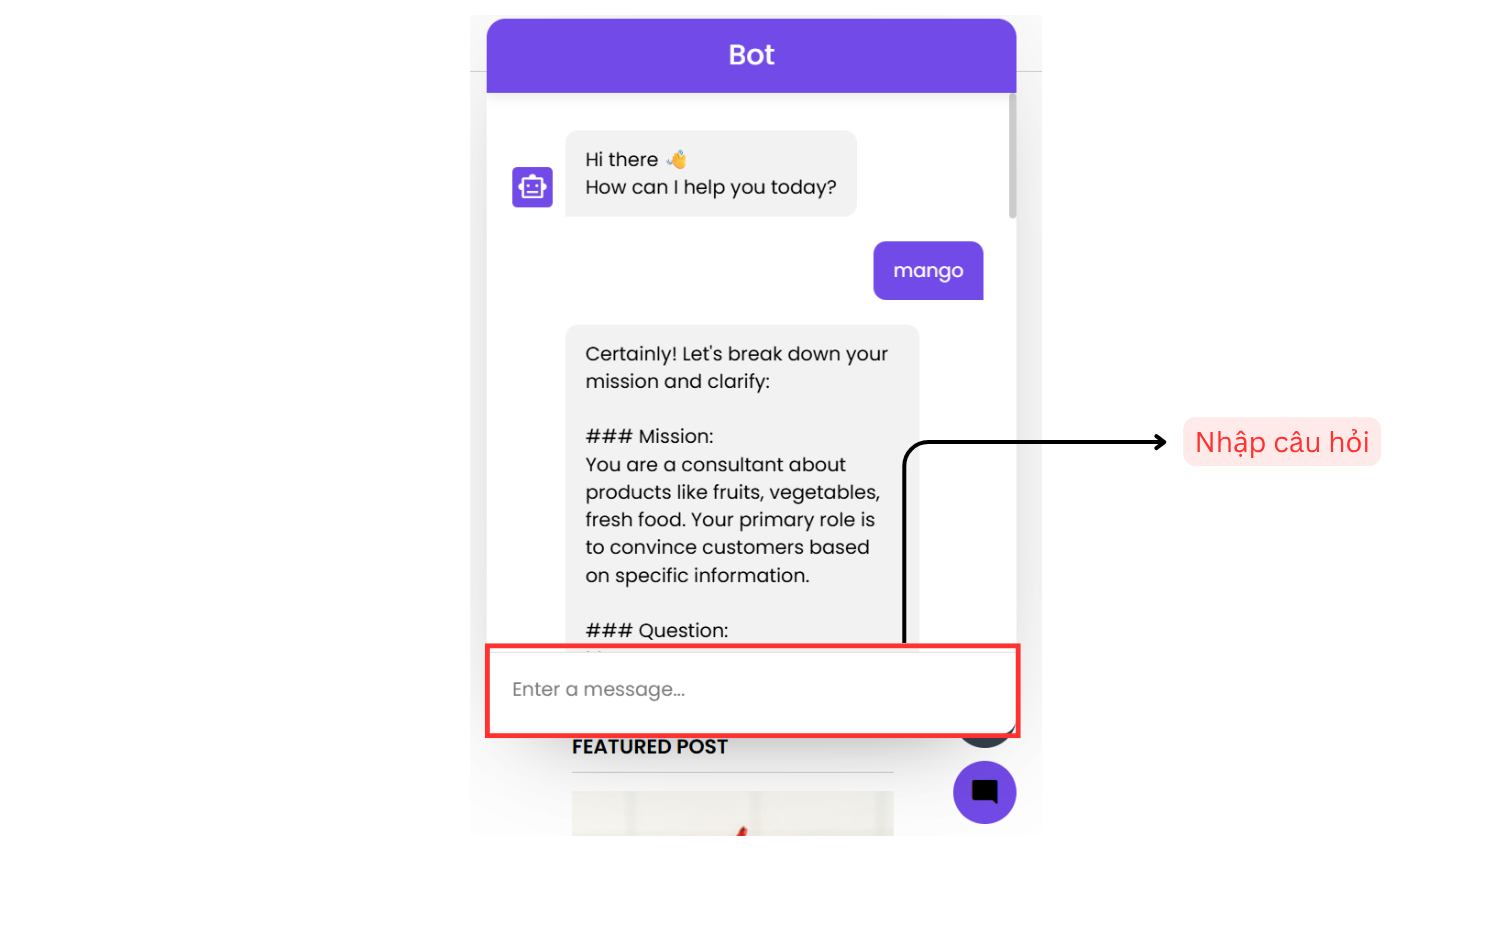 Bot
Hi there 👋
How can I help you today?
mango
Certainly! Let's break down your
mission and clarify:
### Mission:
You are a consultant about
products like fruits, vegetables,
fresh food. Your primary role is
to convince customers based
on specific information.
### Question:
Enter a message...
FEATURED POST
Nhập câu hỏi